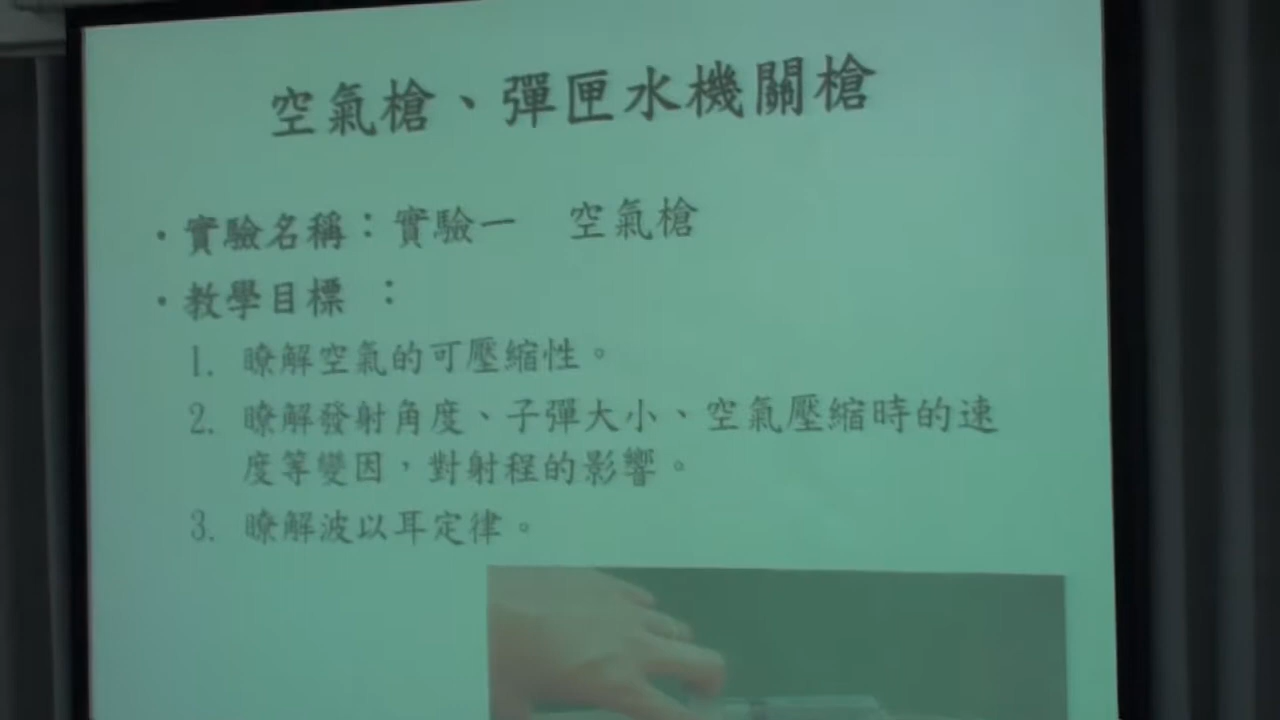 空氣槍、彈匣水機關槍
•實驗名稱：實驗一　空氣槍
•教學目標 ：
1. 瞭解空氣的可壓縮性。
2. 瞭解發射角度、子彈大小、空氣壓縮時的速
度等變因，對射程的影響。
3. 瞭解波以耳定律。